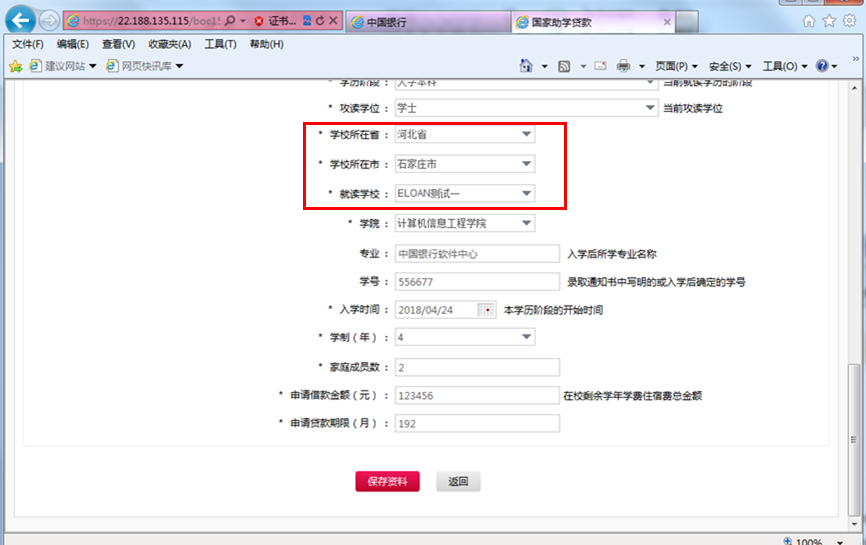 https://22.188.135.115/boc15 证书... 中国银行 国家助学贷款
文件(F) 编辑(E) 查看(V) 收藏夹(A) 工具(T) 帮助(H)
建议网站 网页快讯库 页面(P) 安全(S) 工具(O)
* 学历阶段 : 大学本科 当前就读学历的阶段
* 攻读学位 : 学士 当前攻读学位
* 学校所在省 : 河北省
* 学校所在市 : 石家庄市
* 就读学校 : ELOAN测试一
* 学院 : 计算机信息工程学院
专业 : 中国银行软件中心 入学后所学专业名称
学号 : 556677 录取通知书中写明的或入学后确定的学号
* 入学时间 : 2018/04/24 本学历阶段的开始时间
* 学制（年） : 4
* 家庭成员数 : 2
* 申请借款金额（元） : 123456 在校剩余学年学费住宿费总金额
* 申请贷款期限（月） : 192
保存资料 返回
100%